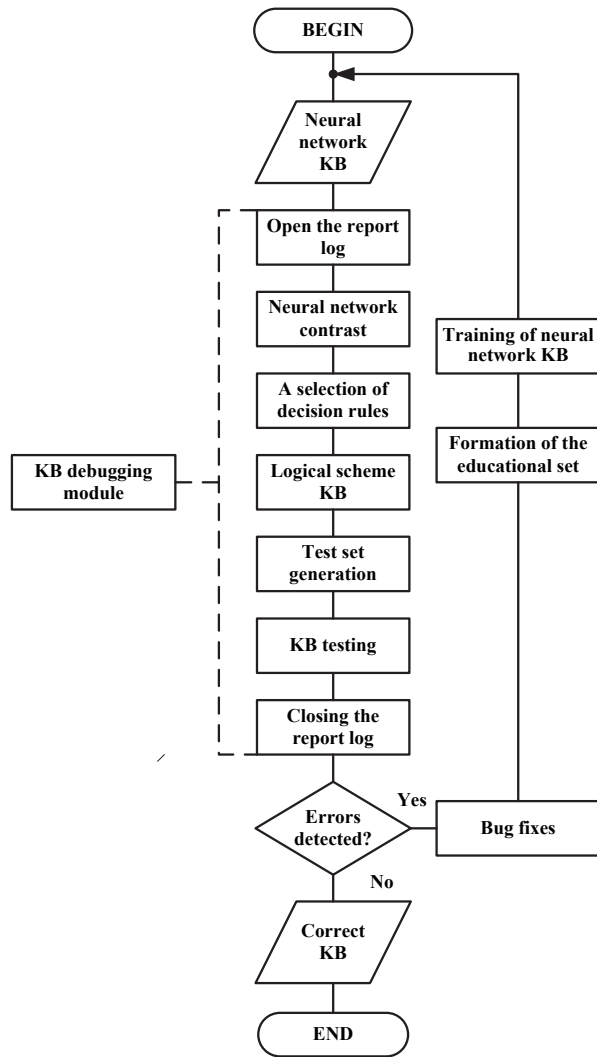 BEGIN
Neural
network
KB
Open the report
log
Neural network
contrast
A selection of
decision rules
Logical scheme
KB
Test set
generation
KB testing
Closing the
report log
KB debugging
module
Errors
detected?
Yes
No
Bug fixes
Formation of the
educational set
Training of neural
network KB
Correct
KB
END